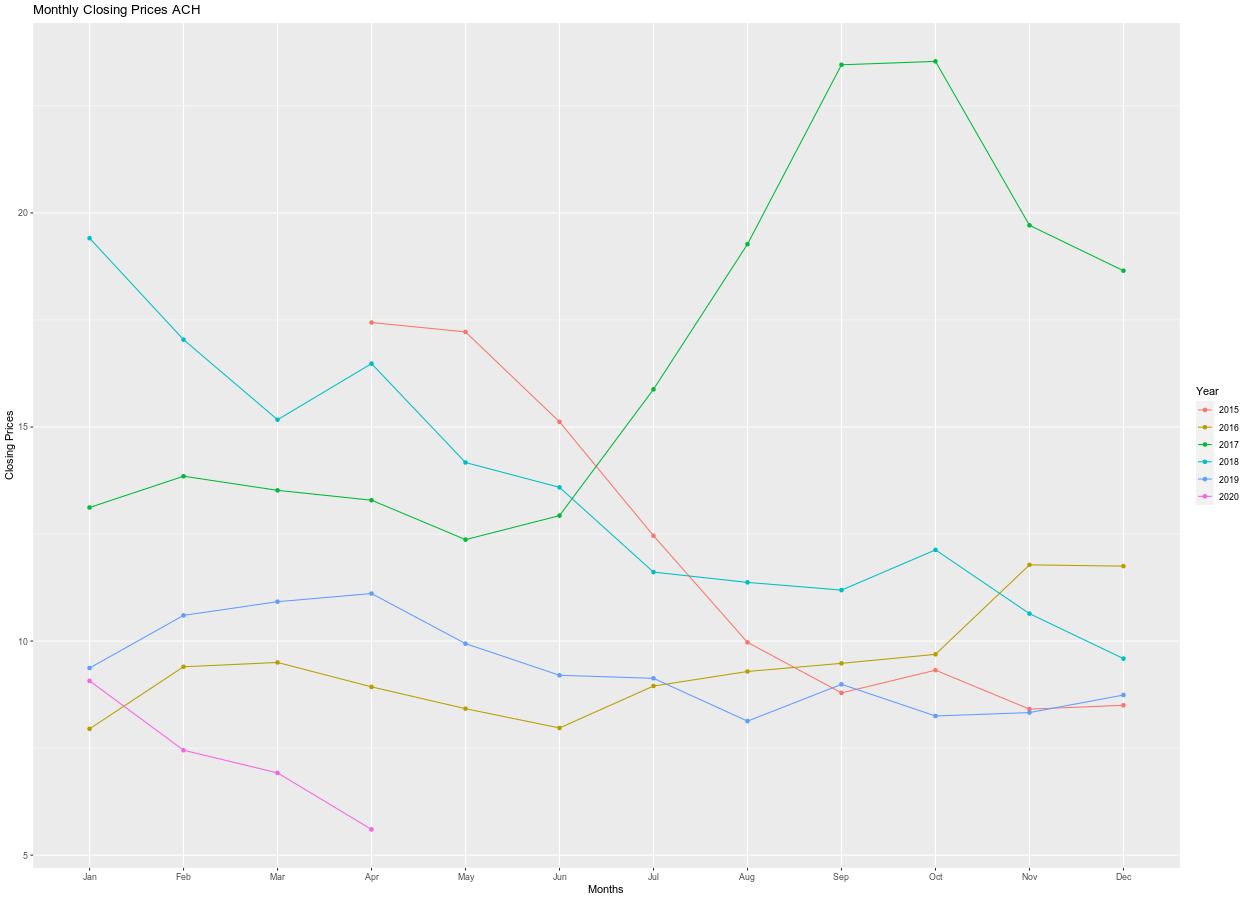 Monthly Closing Prices ACH
Closing Prices
20
15
10
5
Jan Feb Mar Apr May Jun Jul Aug Sep Oct Nov Dec
Months
Year
2015
2016
2017
2018
2019
2020